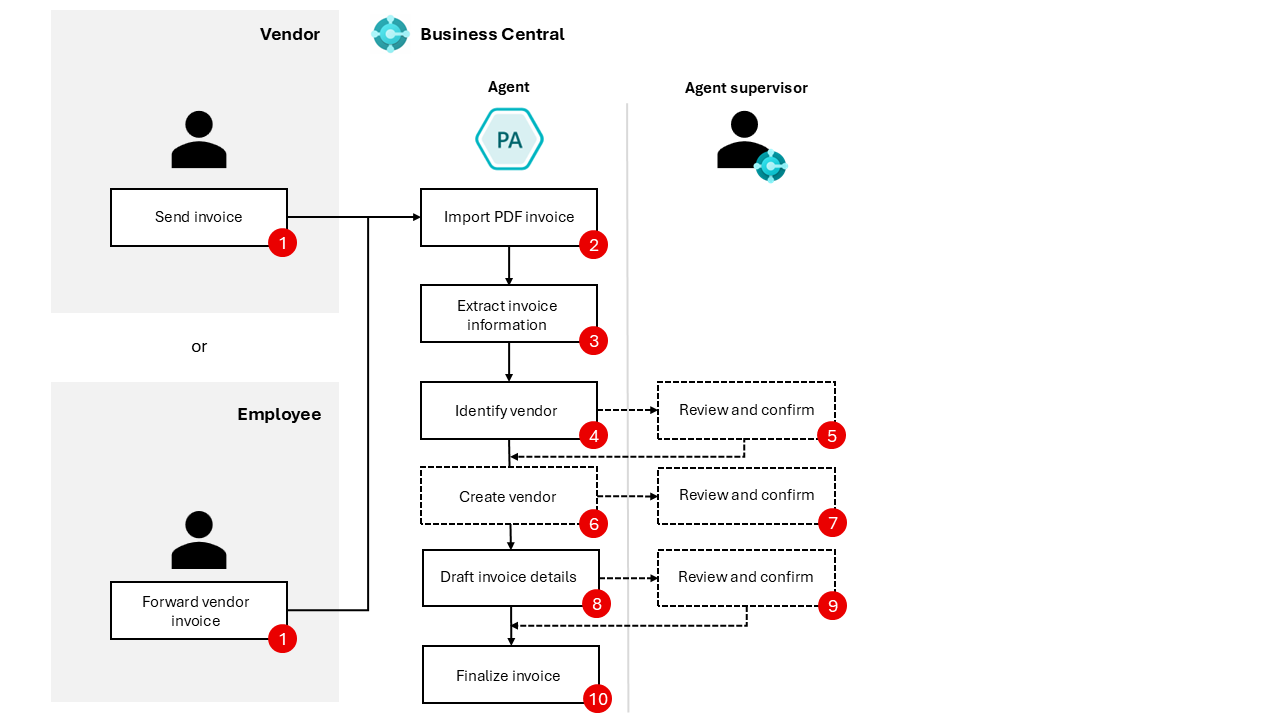 Vendor
Business Central
Agent
Agent supervisor
PA
Send invoice
1
Import PDF invoice
2
Extract invoice
information
3
or
Identify vendor
4
Review and confirm
5
Employee
Create vendor
6
Review and confirm
7
Draft invoice details
8
Review and confirm
9
Forward vendor
invoice
1
Finalize invoice
10